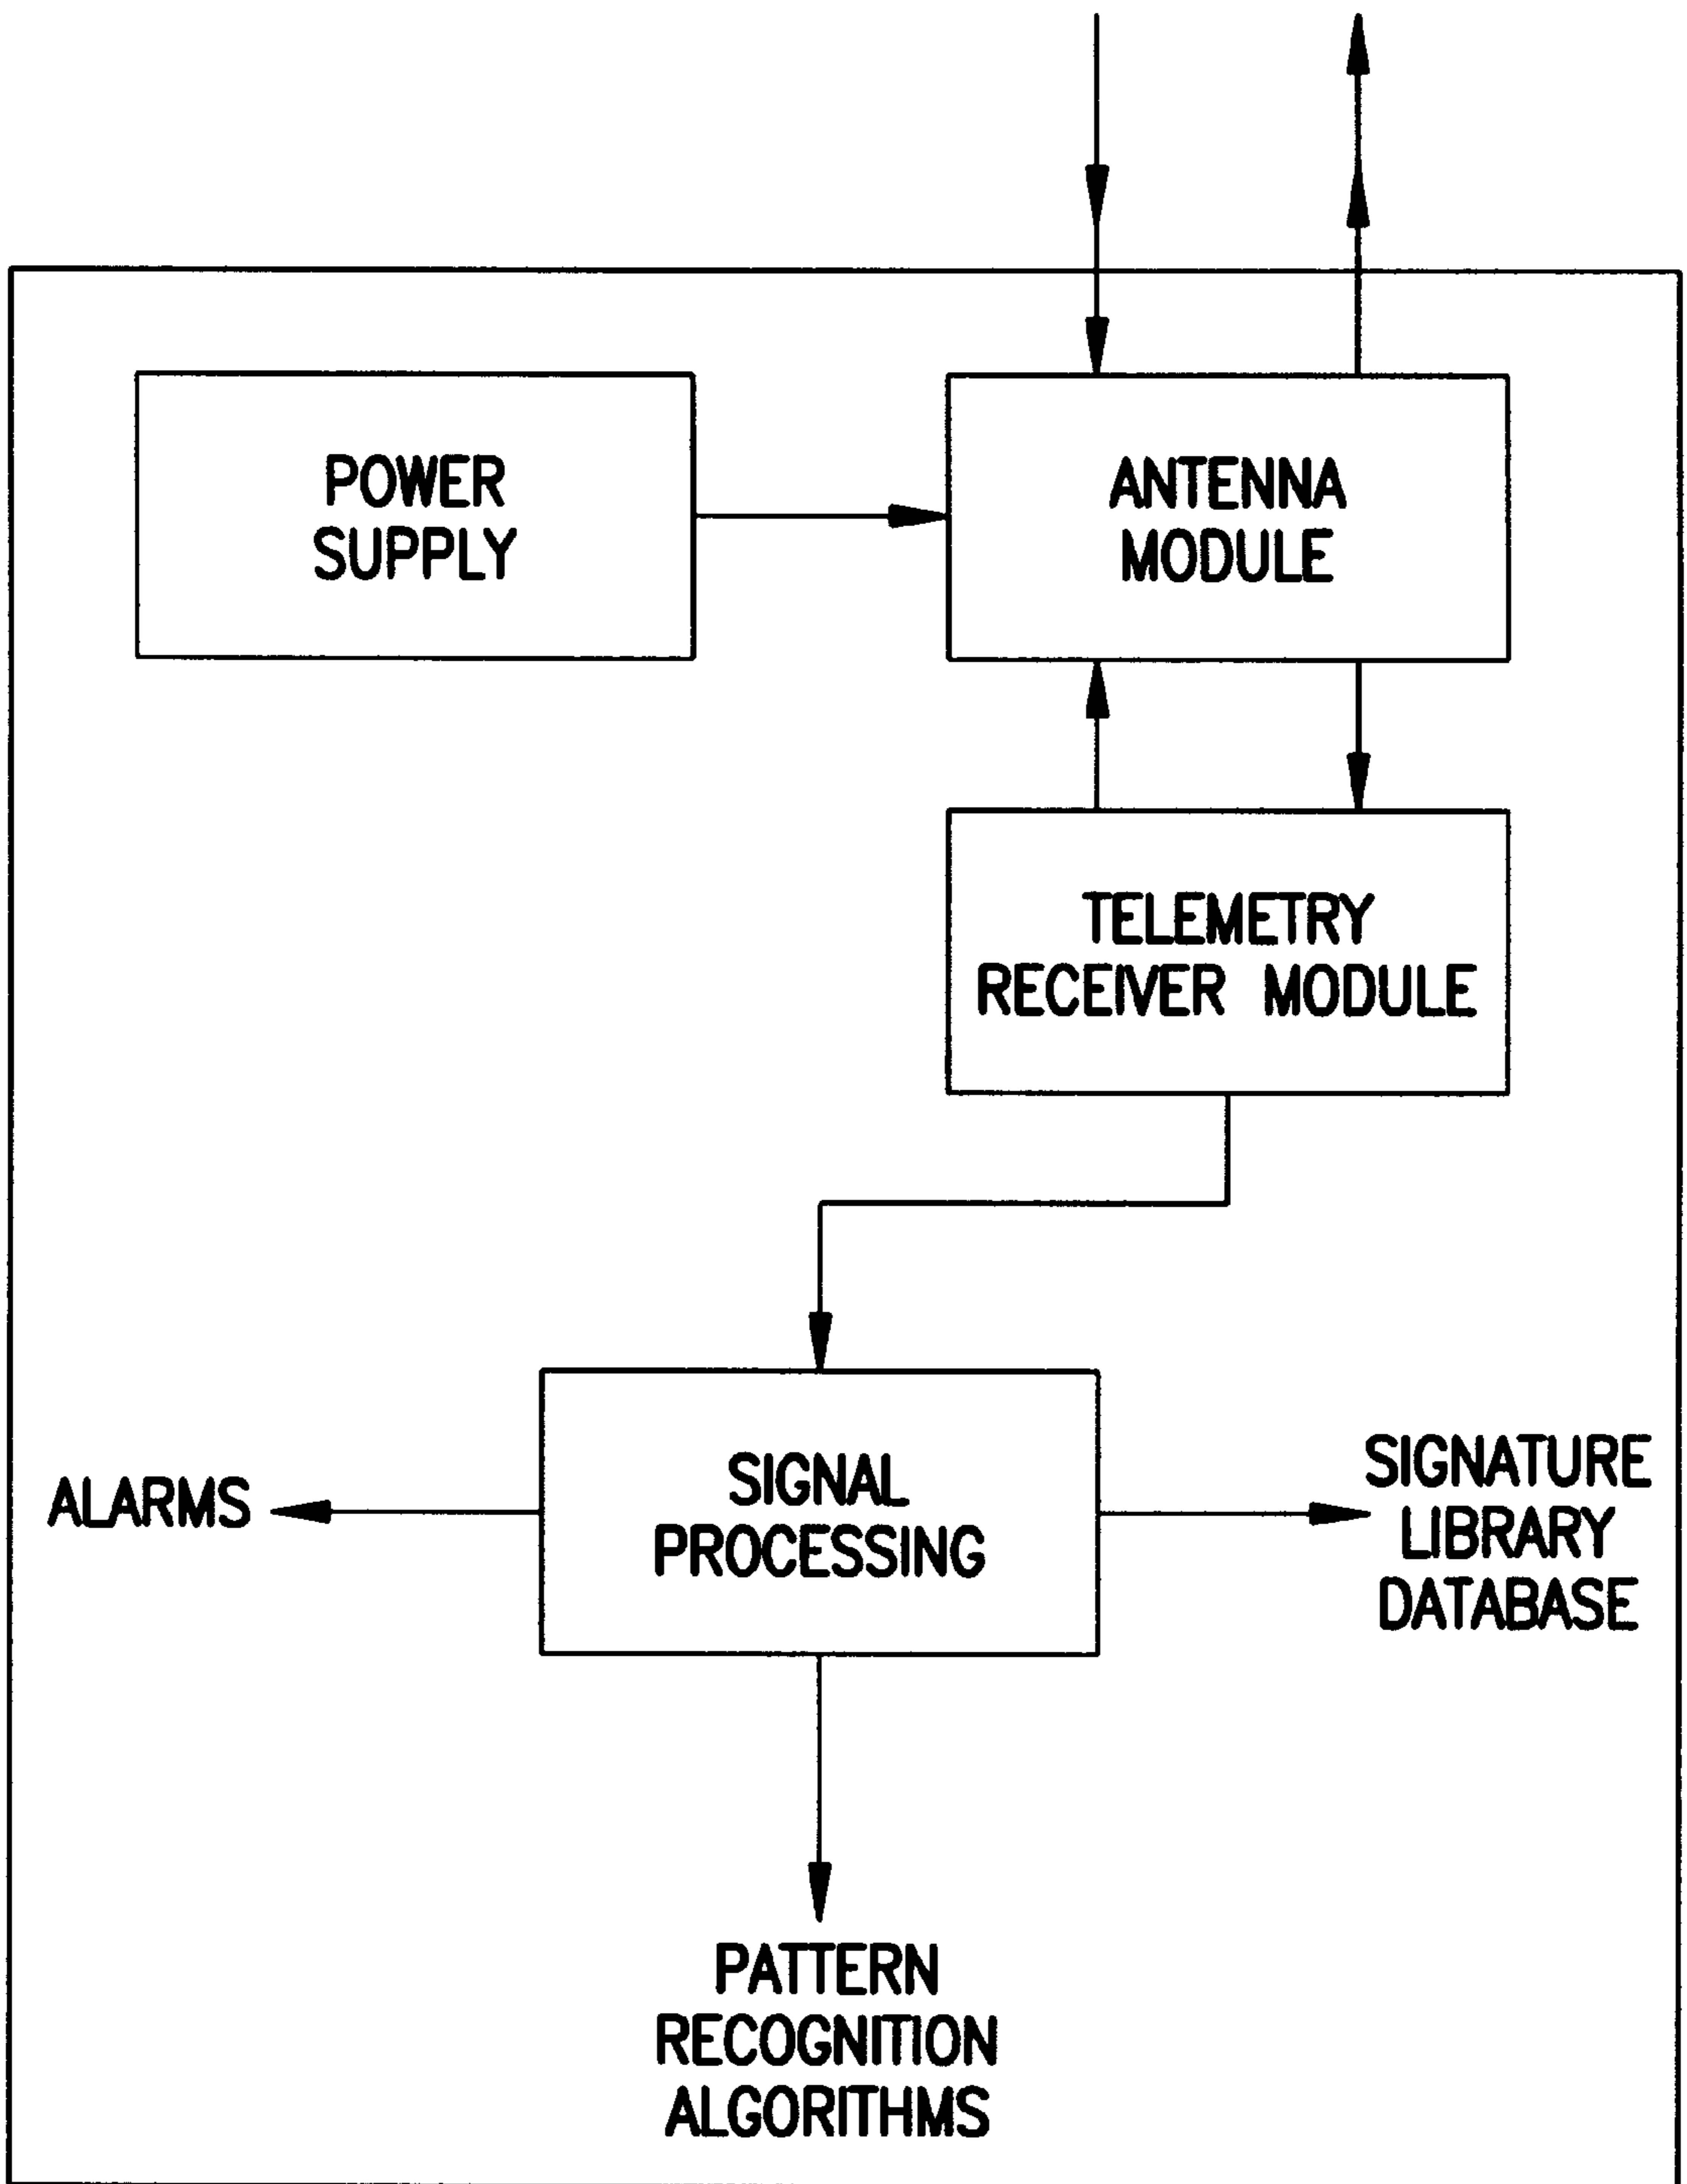 POWER
SUPPLY
ANTENNA
MODULE
TELEMETRY
RECEIVER MODULE
ALARMS
SIGNAL
PROCESSING
SIGNATURE
LIBRARY
DATABASE
PATTERN
RECOGNITION
ALGORITHMS